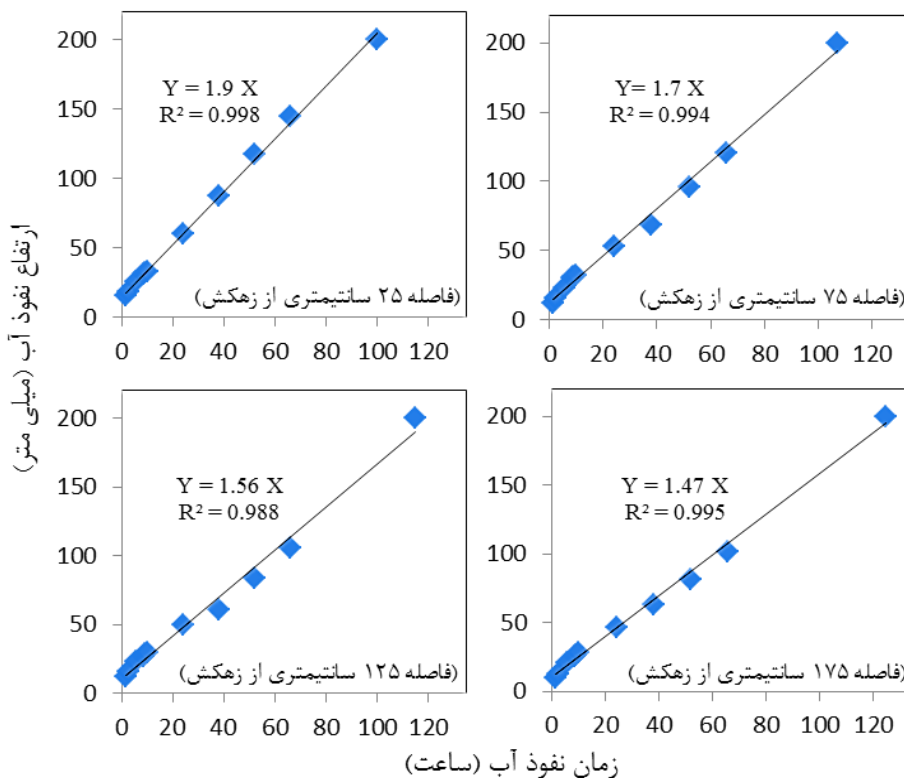 ارتفاع نفوذ آب (میلی متر)
200
150
100
50
0
Y = 1.9 X
R² = 0.998
(فاصله ۲۵ سانتیمتری از زهکش)
0 20 40 60 80 100 120
200
150
100
50
0
Y= 1.7 X
R² = 0.994
(فاصله ۷۵ سانتیمتری از زهکش)
0 20 40 60 80 100 120
200
150
100
50
0
Y = 1.56 X
R² = 0.988
(فاصله ۱۲۵ سانتیمتری از زهکش)
0 20 40 60 80 100 120
200
150
100
50
0
Y = 1.47 X
R² = 0.995
(فاصله ۱۷۵ سانتیمتری از زهکش)
0 20 40 60 80 100 120
زمان نفوذ آب (ساعت)